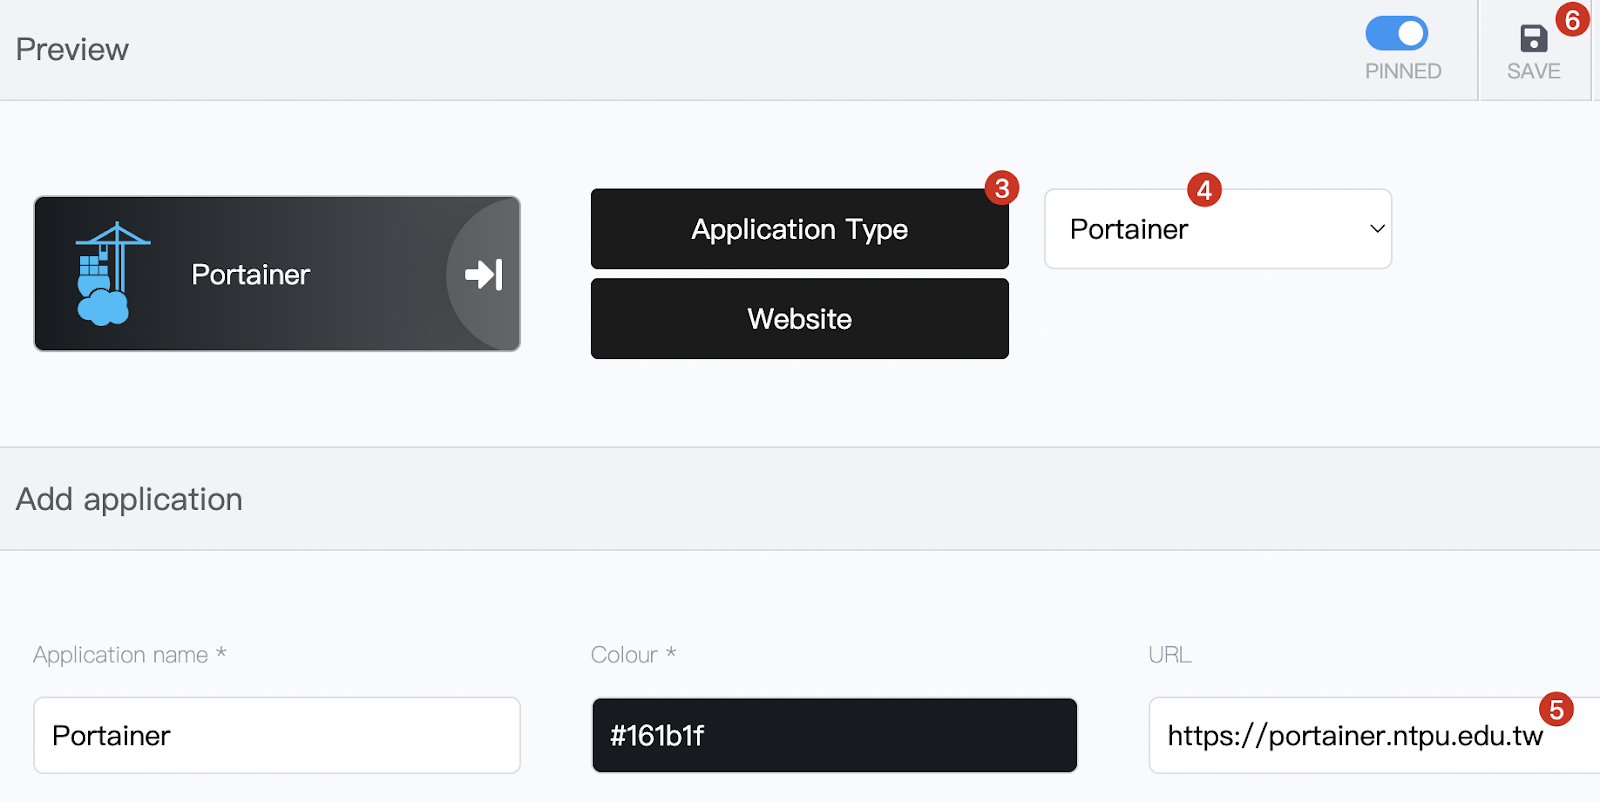 Preview
PINNED
SAVE
6
Portainer
Application Type
3
Website
Portainer
4
Add application
Application name *
Colour *
URL
Portainer
#161b1f
https://portainer.ntpu.edu.tw
5